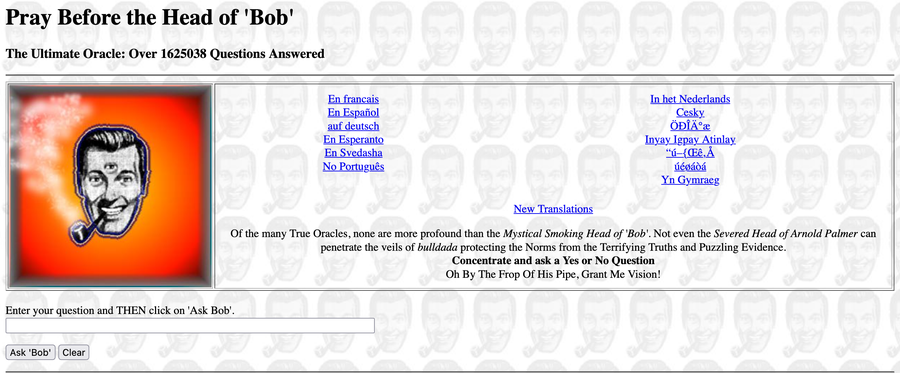 Pray Before the Head of 'Bob'
The Ultimate Oracle: Over 1625038 Questions Answered
En francais
En Español
auf deutsch
En Esperanto
En Svedasha
No Português
In het Nederlands
Cesky
ÖÐÎÄ°æ
Inyay Igpay Atinlay
“ú–{Œê‚Å
úéøáòá
Yn Gymraeg
New Translations
Of the many True Oracles, none are more profound than the Mystical Smoking Head of 'Bob'. Not even the Severed Head of Arnold Palmer can
penetrate the veils of bulldada protecting the Norms from the Terrifying Truths and Puzzling Evidence.
Concentrate and ask a Yes or No Question
Oh By The Frop Of His Pipe, Grant Me Vision!
Enter your question and THEN click on 'Ask Bob'.
Ask 'Bob' Clear